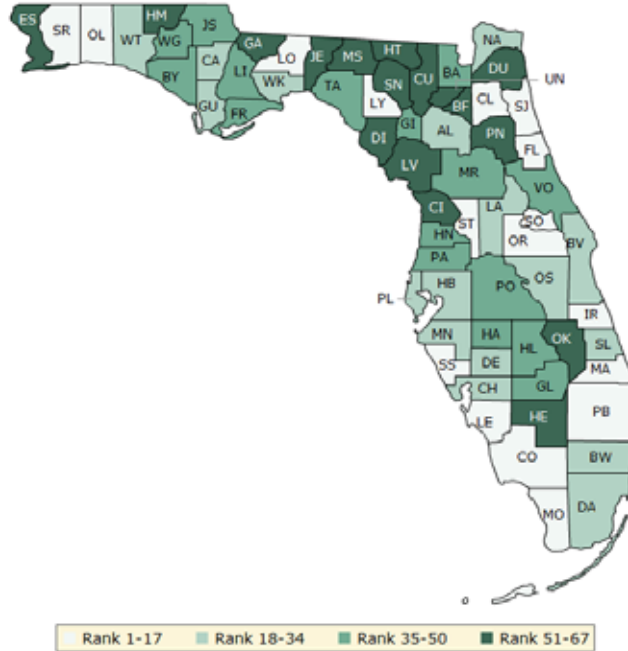 ES
SR
OL
WT
HM
WG
JS
BY
CA
GU
LI
FR
GA
LO
WK
JE
MS
TA
HT
SN
LY
CU
BA
UN
NA
DU
BF
CL
SJ
GI
AL
PN
FL
DI
LV
MR
VO
CI
ST
LA
SO
HN
OR
BV
PA
HB
PL
PO
OS
IR
MN
HA
HL
OK
SL
SS
DE
MA
CH
GL
LE
HE
PB
CO
BW
MO
DA
Rank 1-17 Rank 18-34 Rank 35-50 Rank 51-67